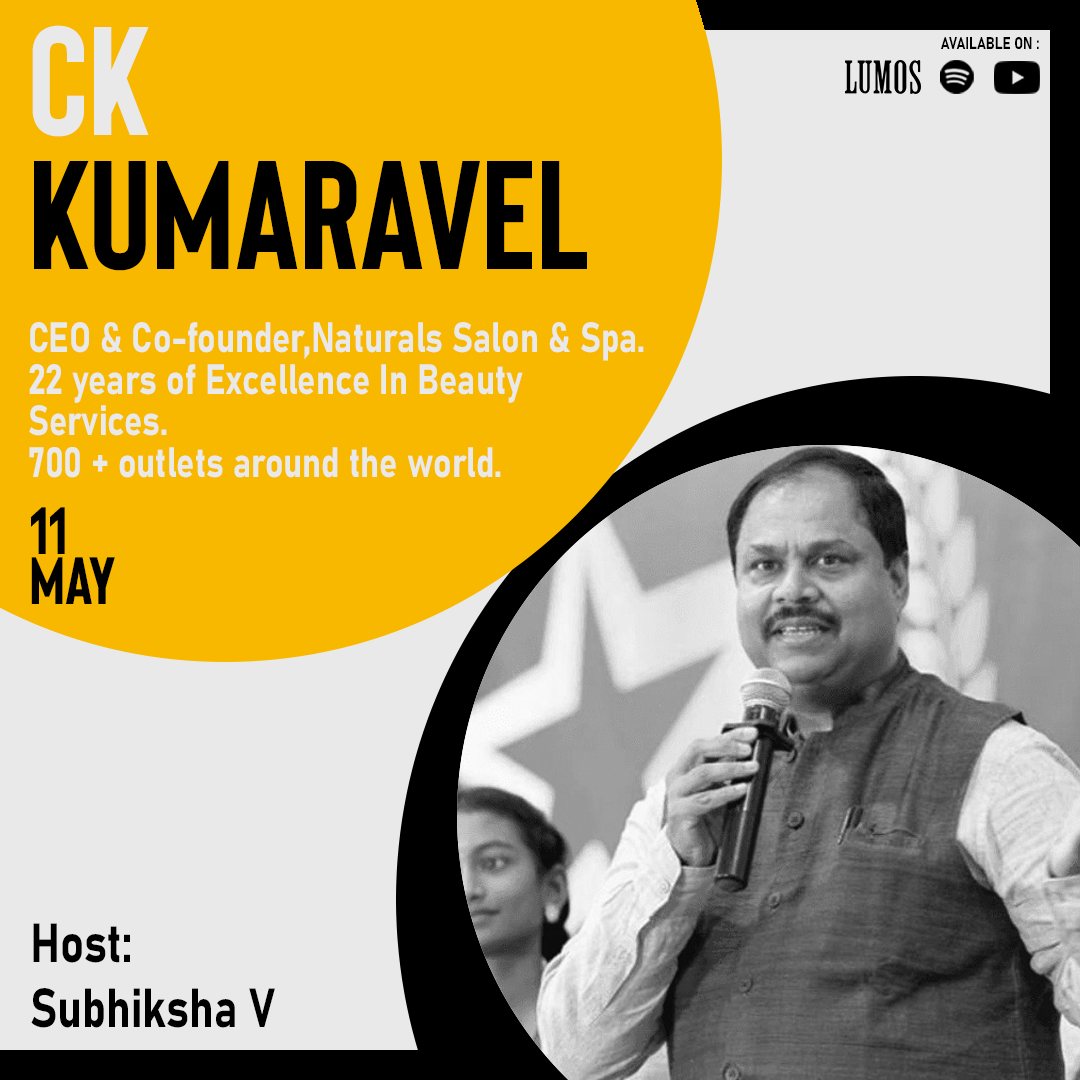 CK
KUMARAVEL
CEO & Co-founder,Naturals Salon & Spa.
22 years of Excellence In Beauty
Services.
700 + outlets around the world.
11
MAY
AVAILABLE ON :
LUMOS
Host:
Subhiksha V